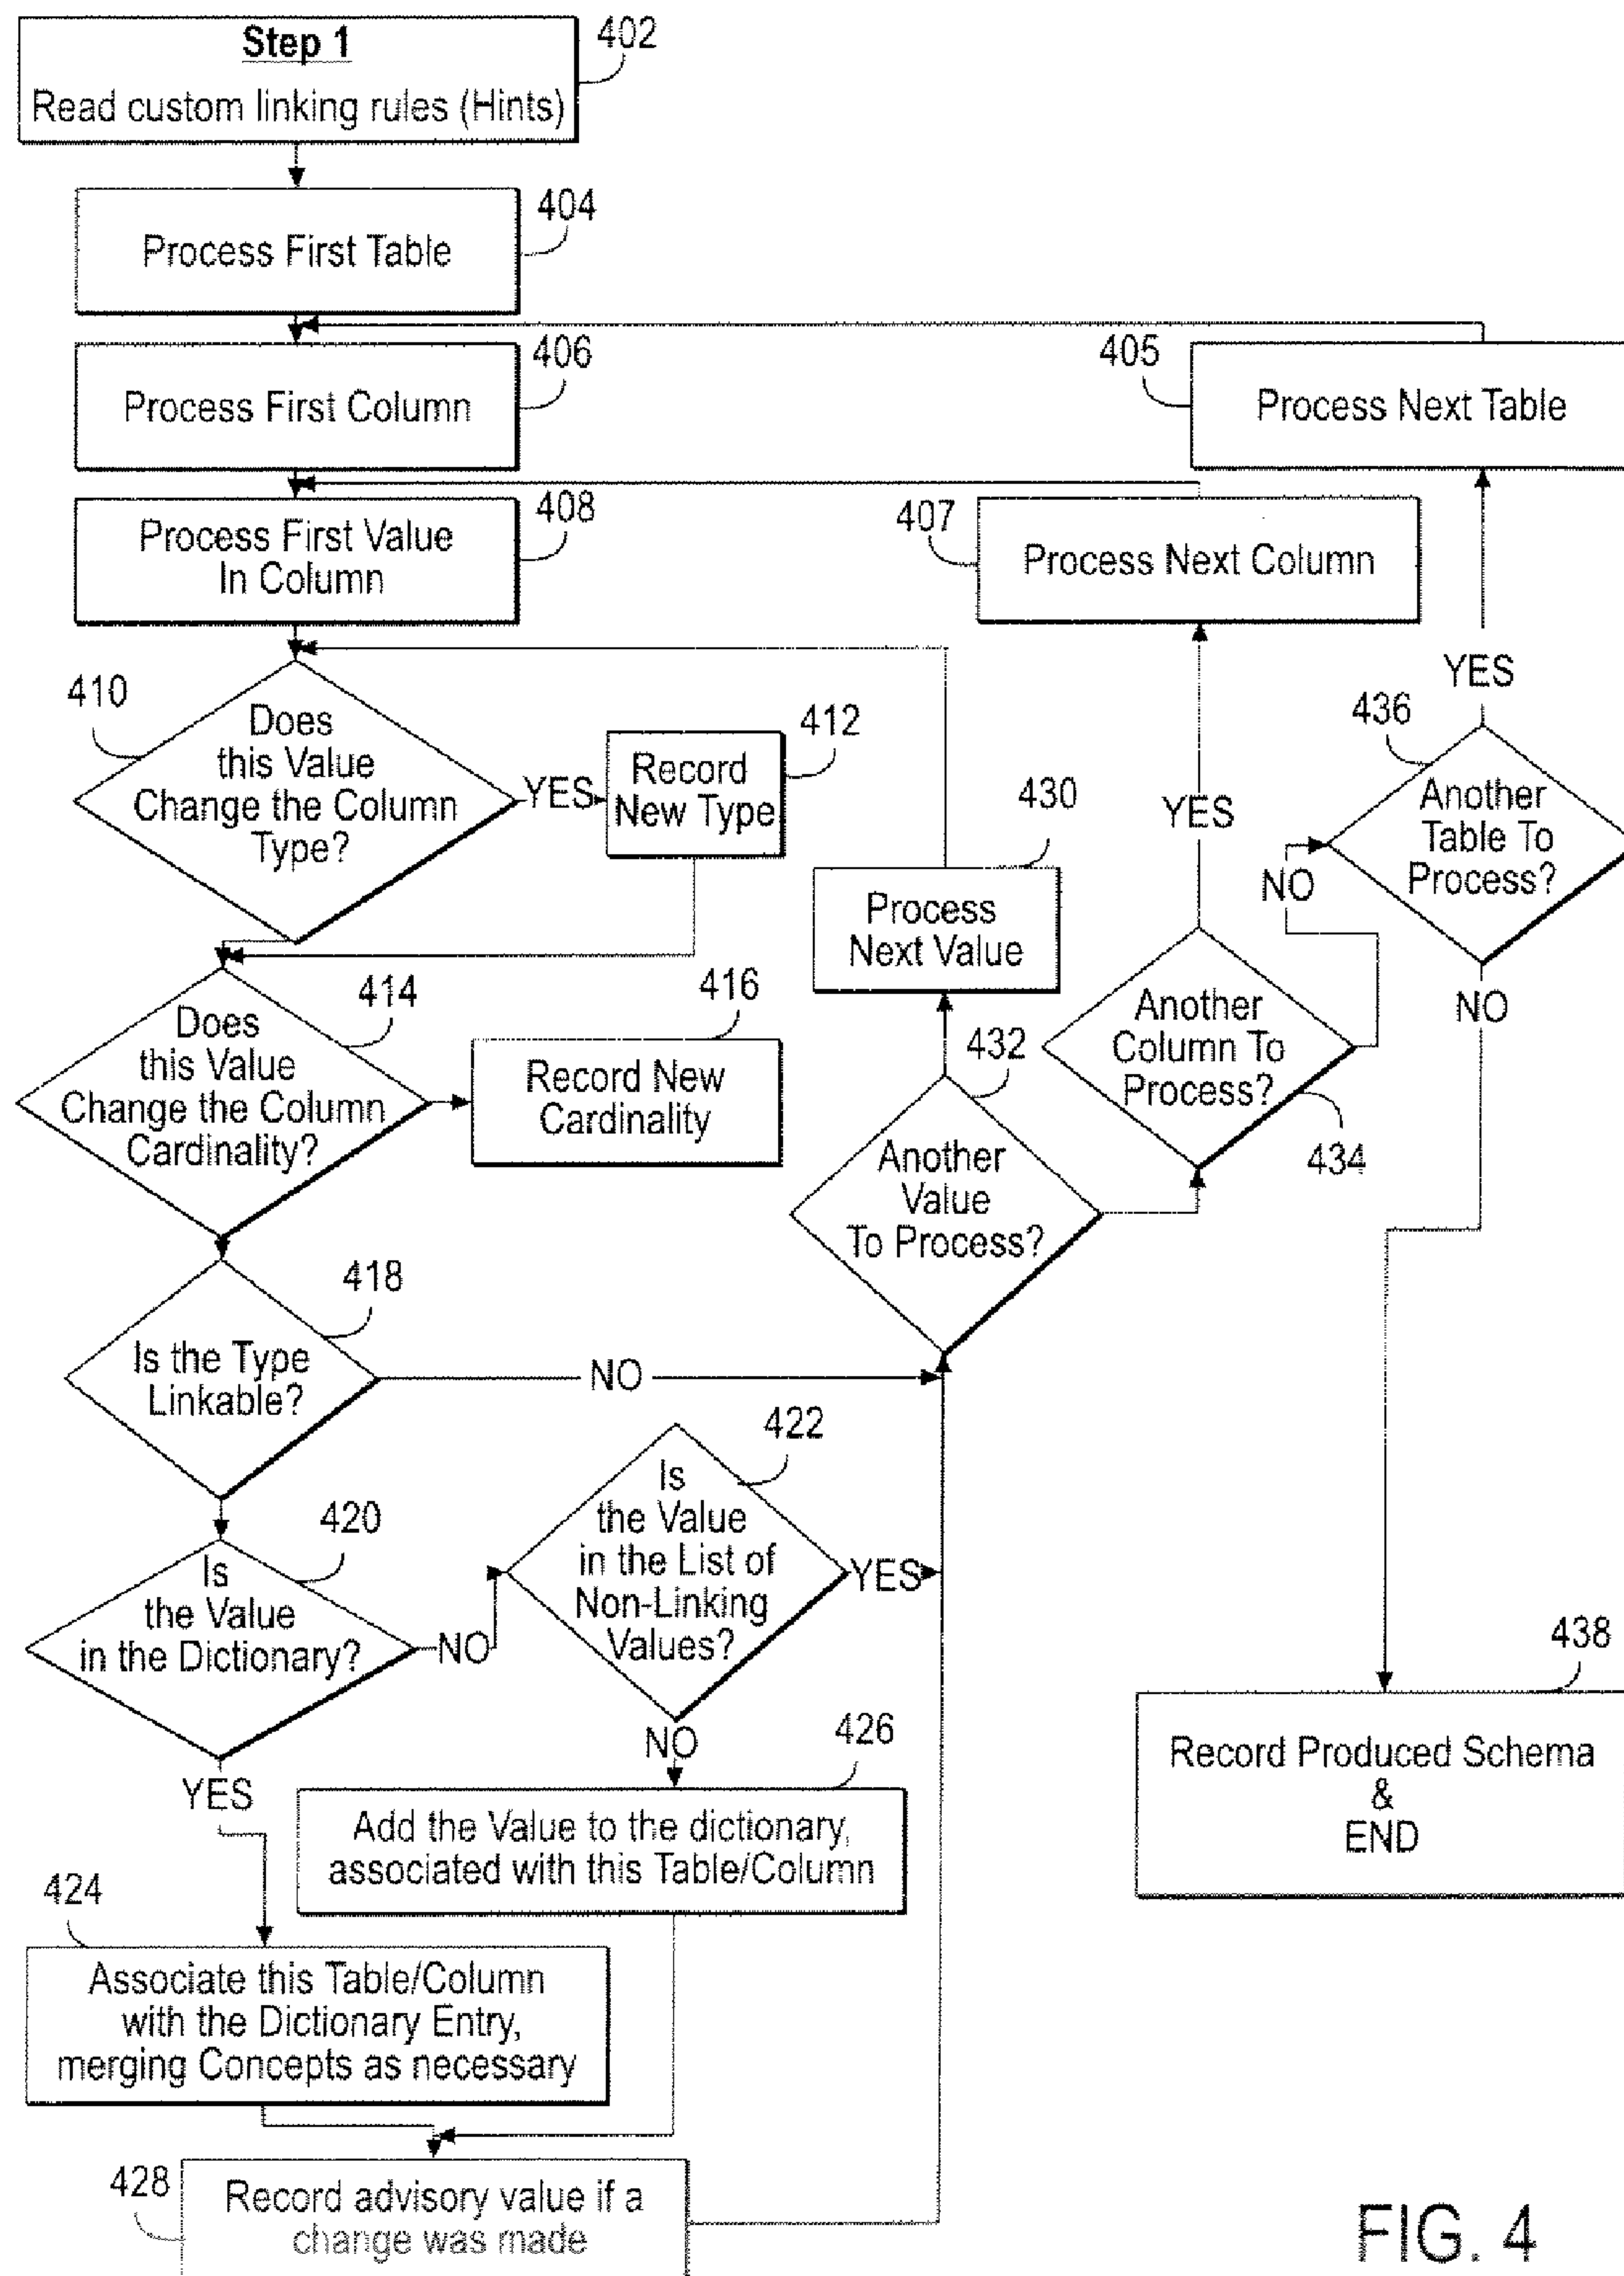 Step 1
402
Read custom linking rules (Hints)
404
Process First Table
406
Process First Column
405
Process Next Table
408
Process First Value
In Column
407
Process Next Column
410
Does
this Value
Change the Column
Type?
YES
412
Record
New Type
430
Process
Next Value
YES
YES
436
Another
Table To
Process?
NO
NO
414
Does
this Value
Change the Column
Cardinality?
416
Record New
Cardinality
432
Another
Value
To Process?
Another
Column To
Process?
434
418
Is the Type
Linkable?
NO
422
Is
the Value
in the List of
Non-Linking
Values?
YES
NO
420
Is
the Value
in the Dictionary?
NO
YES
426
Add the Value to the dictionary,
associated with this Table/Column
438
Record Produced Schema
&
END
424
Associate this Table/Column
with the Dictionary Entry,
merging Concepts as necessary
428
Record advisory value if a
change was made
FIG. 4